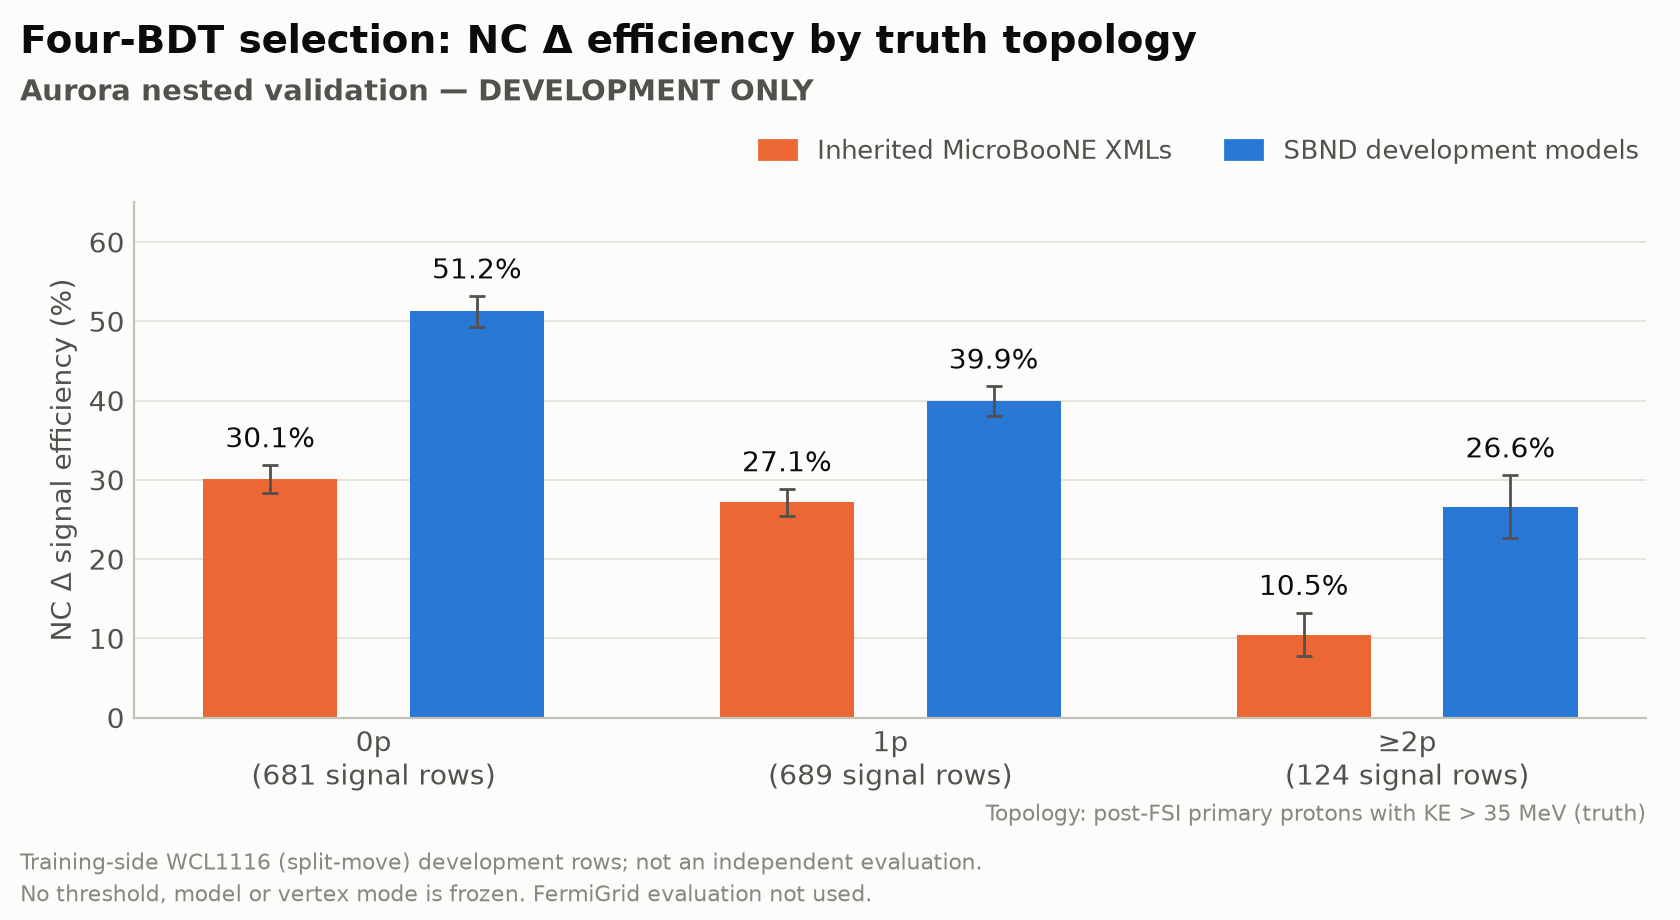 Four-BDT selection: NC Δ efficiency by truth topology
Aurora nested validation — DEVELOPMENT ONLY
Inherited MicroBooNE XMLs
SBND development models
NC Δ signal efficiency (%)
60
50
40
30
20
10
0
30.1%
51.2%
27.1%
39.9%
10.5%
26.6%
0p
(681 signal rows)
1p
(689 signal rows)
≥2p
(124 signal rows)
Topology: post-FSI primary protons with KE > 35 MeV (truth)
Training-side WCL1116 (split-move) development rows; not an independent evaluation.
No threshold, model or vertex mode is frozen. FermiGrid evaluation not used.